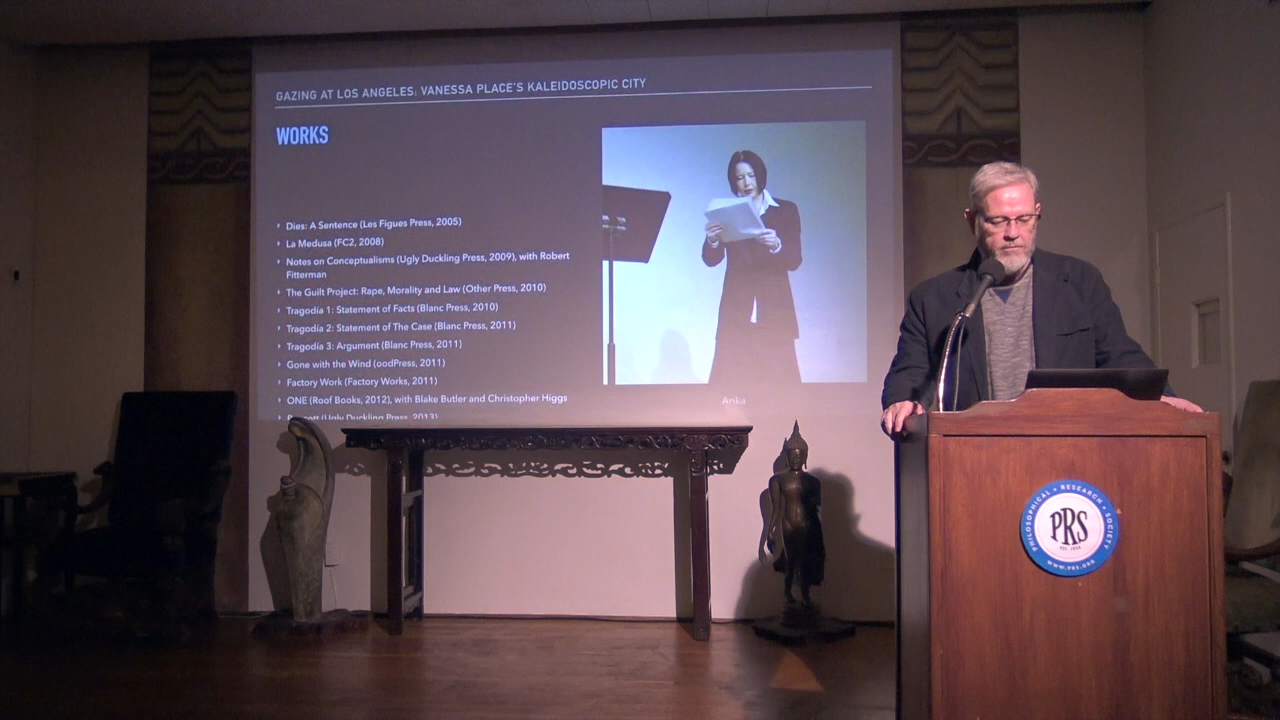 GAZING AT LOS ANGELES: VANESSA PLACE'S KALEIDOSCOPIC CITY
WORKS
Dies: A Sentence (Les Figues Press, 2005)
La Medusa (FC2, 2008)
Notes on Conceptualisms (Ugly Duckling Press, 2009), with Robert
Fitterman
The Guilt Project: Rape, Morality and Law (Other Press, 2010)
Tragodía 1: Statement of Facts (Blanc Press, 2010)
Tragodía 2: Statement of The Case (Blanc Press, 2011)
Tragodía 3: Argument (Blanc Press, 2011)
Gone with the Wind (oodPress, 2011)
Factory Work (Factory Works, 2011)
ONE (Roof Books, 2012), with Blake Butler and Christopher Higgs
(Ugly Duckling Press, 2013)
Arika
PHILOSOPHICAL • RESEARCH • SOCIETY
PRS
EST. 1934
WWW.PRS.ORG